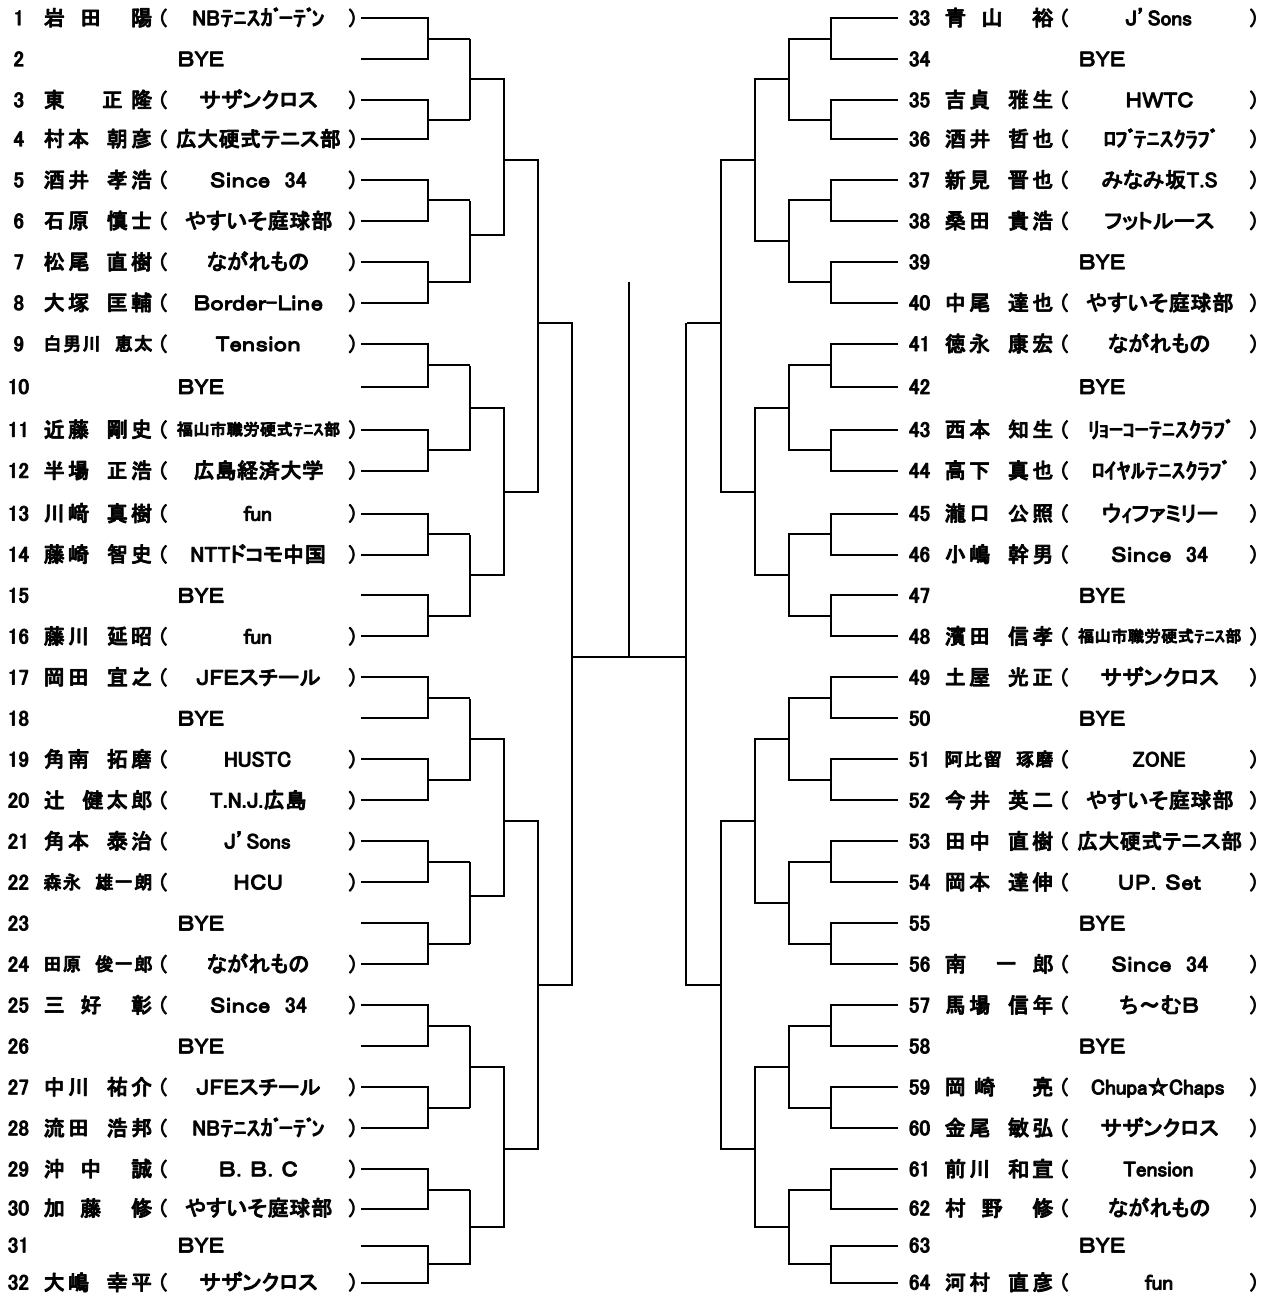 1 岩田 陽 ( NBﾃﾆｽｶﾞｰﾃﾞﾝ )
2 BYE
3 東 正隆 ( サザンクロス )
4 村本 朝彦 ( 広大硬式テニス部 )
5 酒井 孝浩 ( Since 34 )
6 石原 慎士 ( やすいそ庭球部 )
7 松尾 直樹 ( ながれもの )
8 大塚 匡輔 ( Border-Line )
9 白男川 恵太 ( Tension )
10 BYE
11 近藤 剛史 ( 福山市職労硬式ﾃﾆｽ部 )
12 半場 正浩 ( 広島経済大学 )
13 川﨑 真樹 ( fun )
14 藤崎 智史 ( NTTドコモ中国 )
15 BYE
16 藤川 延昭 ( fun )
17 岡田 宜之 ( JFEスチール )
18 BYE
19 角南 拓磨 ( HUSTC )
20 辻 健太郎 ( T.N.J.広島 )
21 角本 泰治 ( J’Sons )
22 森永 雄一朗 ( HCU )
23 BYE
24 田原 俊一郎 ( ながれもの )
25 三好 彰 ( Since 34 )
26 BYE
27 中川 祐介 ( JFEスチール )
28 流田 浩邦 ( NBﾃﾆｽｶﾞｰﾃﾞﾝ )
29 沖中 誠 ( B. B. C )
30 加藤 修 ( やすいそ庭球部 )
31 BYE
32 大嶋 幸平 ( サザンクロス )
33 青山 裕 ( J’Sons )
34 BYE
35 吉貞 雅生 ( HWTC )
36 酒井 哲也 ( ﾛﾌﾞﾃﾆｽｸﾗﾌﾞ )
37 新見 晋也 ( みなみ坂T.S )
38 桑田 貴浩 ( フットルース )
39 BYE
40 中尾 達也 ( やすいそ庭球部 )
41 徳永 康宏 ( ながれもの )
42 BYE
43 西本 知生 ( ﾘｮｰｺｰﾃﾆｽｸﾗﾌﾞ )
44 高下 真也 ( ﾛｲﾔﾙﾃﾆｽｸﾗﾌﾞ )
45 瀧口 公照 ( ウィファミリー )
46 小嶋 幹男 ( Since 34 )
47 BYE
48 濱田 信孝 ( 福山市職労硬式ﾃﾆｽ部 )
49 土屋 光正 ( サザンクロス )
50 BYE
51 阿比留 琢磨 ( ZONE )
52 今井 英二 ( やすいそ庭球部 )
53 田中 直樹 ( 広大硬式テニス部 )
54 岡本 達伸 ( UP. Set )
55 BYE
56 南 一郎 ( Since 34 )
57 馬場 信年 ( ち～むB )
58 BYE
59 岡崎 亮 ( Chupa☆Chaps )
60 金尾 敏弘 ( サザンクロス )
61 前川 和宣 ( Tension )
62 村野 修 ( ながれもの )
63 BYE
64 河村 直彦 ( fun )